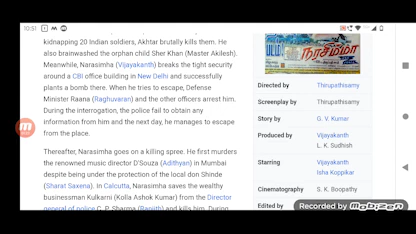 10:51
kidnapping 20 Indian soldiers, Akhtar brutally kills them. He
also brainwashed the orphan child Sher Khan (Master Akilesh).
Meanwhile, Narasimha (Vijayakanth) breaks the tight security
around a CBI office building in New Delhi and successfully
plants a bomb there. When he tries to escape, Defense
Minister Raana (Raghuvaran) and the other officers arrest him.
During the interrogation, the police fail to obtain any
information from him and the next day, he manages to escape
from the place.
Thereafter, Narasimha goes on a killing spree. He first murders
the renowned music director D'Souza (Adithyan) in Mumbai
despite being under the protection of the local don Shinde
(Sharat Saxena). In Calcutta, Narasimha saves the wealthy
businessman Kulkarni (Kolla Ashok Kumar) from the Director
general of police C. P. Sharma (Ranjith) and kills him. During
நரசிம்மா
Directed by Thirupathisamy
Screenplay by Thirupathisamy
Story by G. V. Kumar
Produced by Vijayakanth
L. K. Sudhish
Starring Vijayakanth
Isha Koppikar
Cinematography S. K. Boopathy
Edited by
Recorded by mobizen